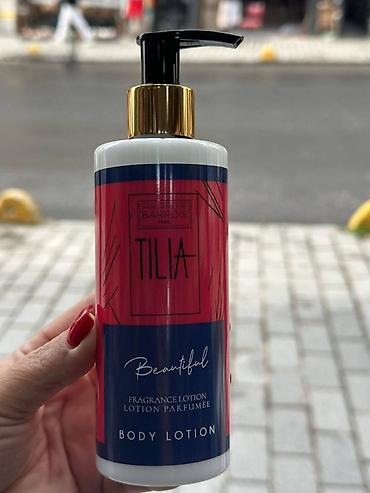 BARROIS
TILIA
Beautiful
FRAGRANCE LOTION
LOTION PARFUMÉE
BODY LOTION